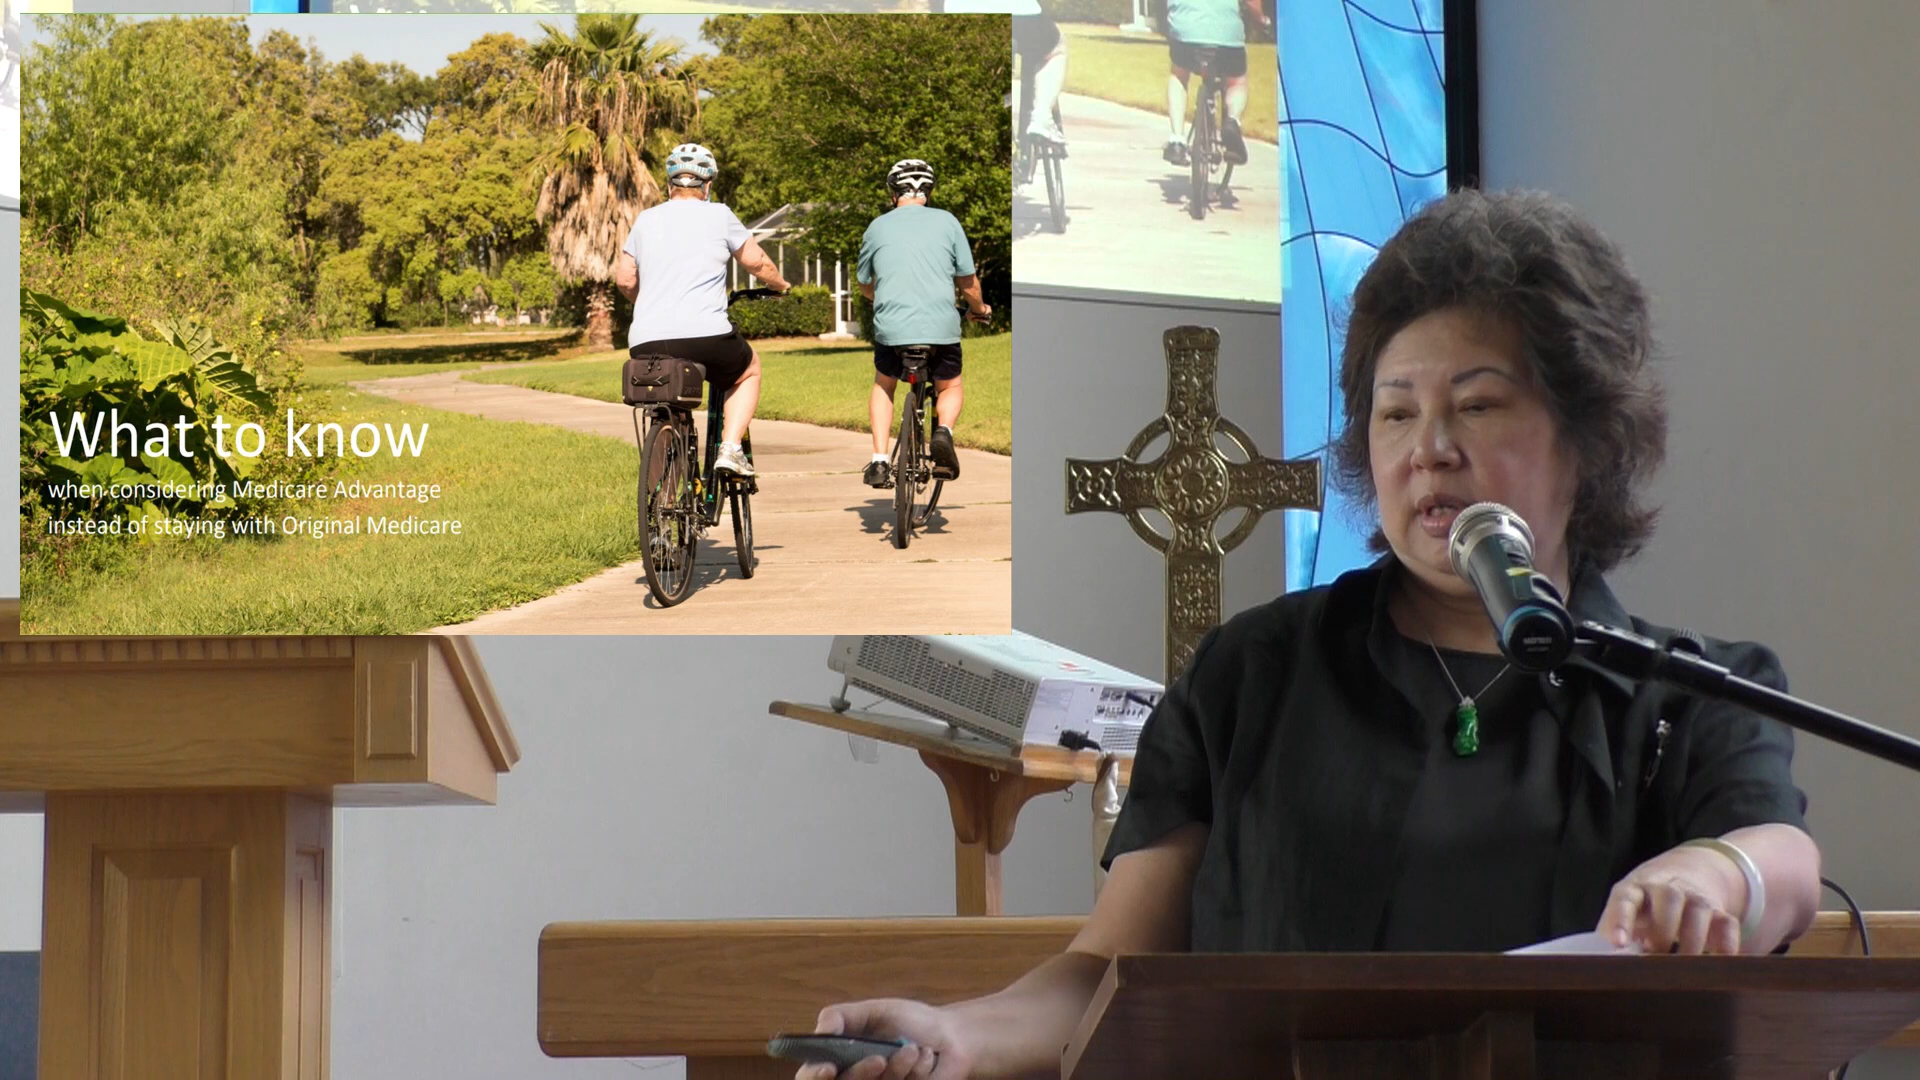 What to know
when considering Medicare Advantage
instead of staying with Original Medicare